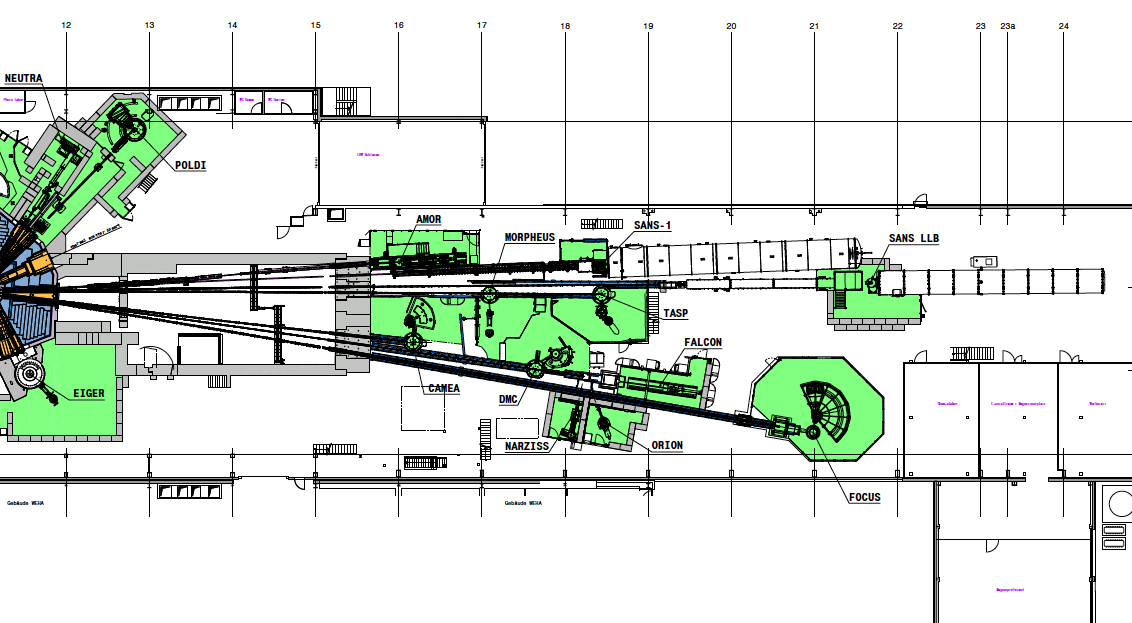 12 13 14 15 16 17 18 19 20 21 22 23 23a 24
NEUTRA
POLDI
AMOR
SANS-1
MORPHEUS
SANS LLB
TASP
FALCON
EIGER
CAMEA
DMC
NARZISS
ORION
FOCUS
Gebäude WEHA
Gebäude WEHA